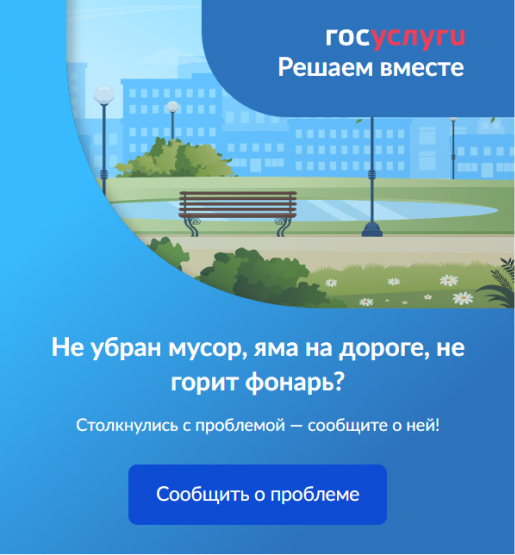 госуслуги
Решаем вместе
Не убран мусор, яма на дороге, не
горит фонарь?
Столкнулись с проблемой — сообщите о ней!
Сообщить о проблеме